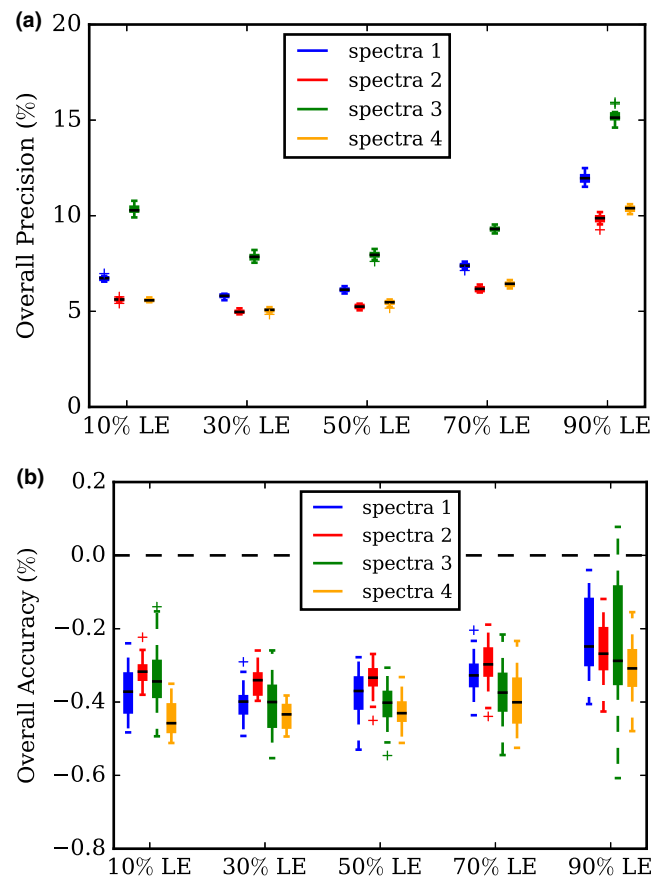 (a)
20
15
10
5
0
Overall Precision (%)
spectra 1
spectra 2
spectra 3
spectra 4
10% LE 30% LE 50% LE 70% LE 90% LE
(b)
0.2
0.0
−0.2
−0.4
−0.6
−0.8
Overall Accuracy (%)
spectra 1
spectra 2
spectra 3
spectra 4
10% LE 30% LE 50% LE 70% LE 90% LE